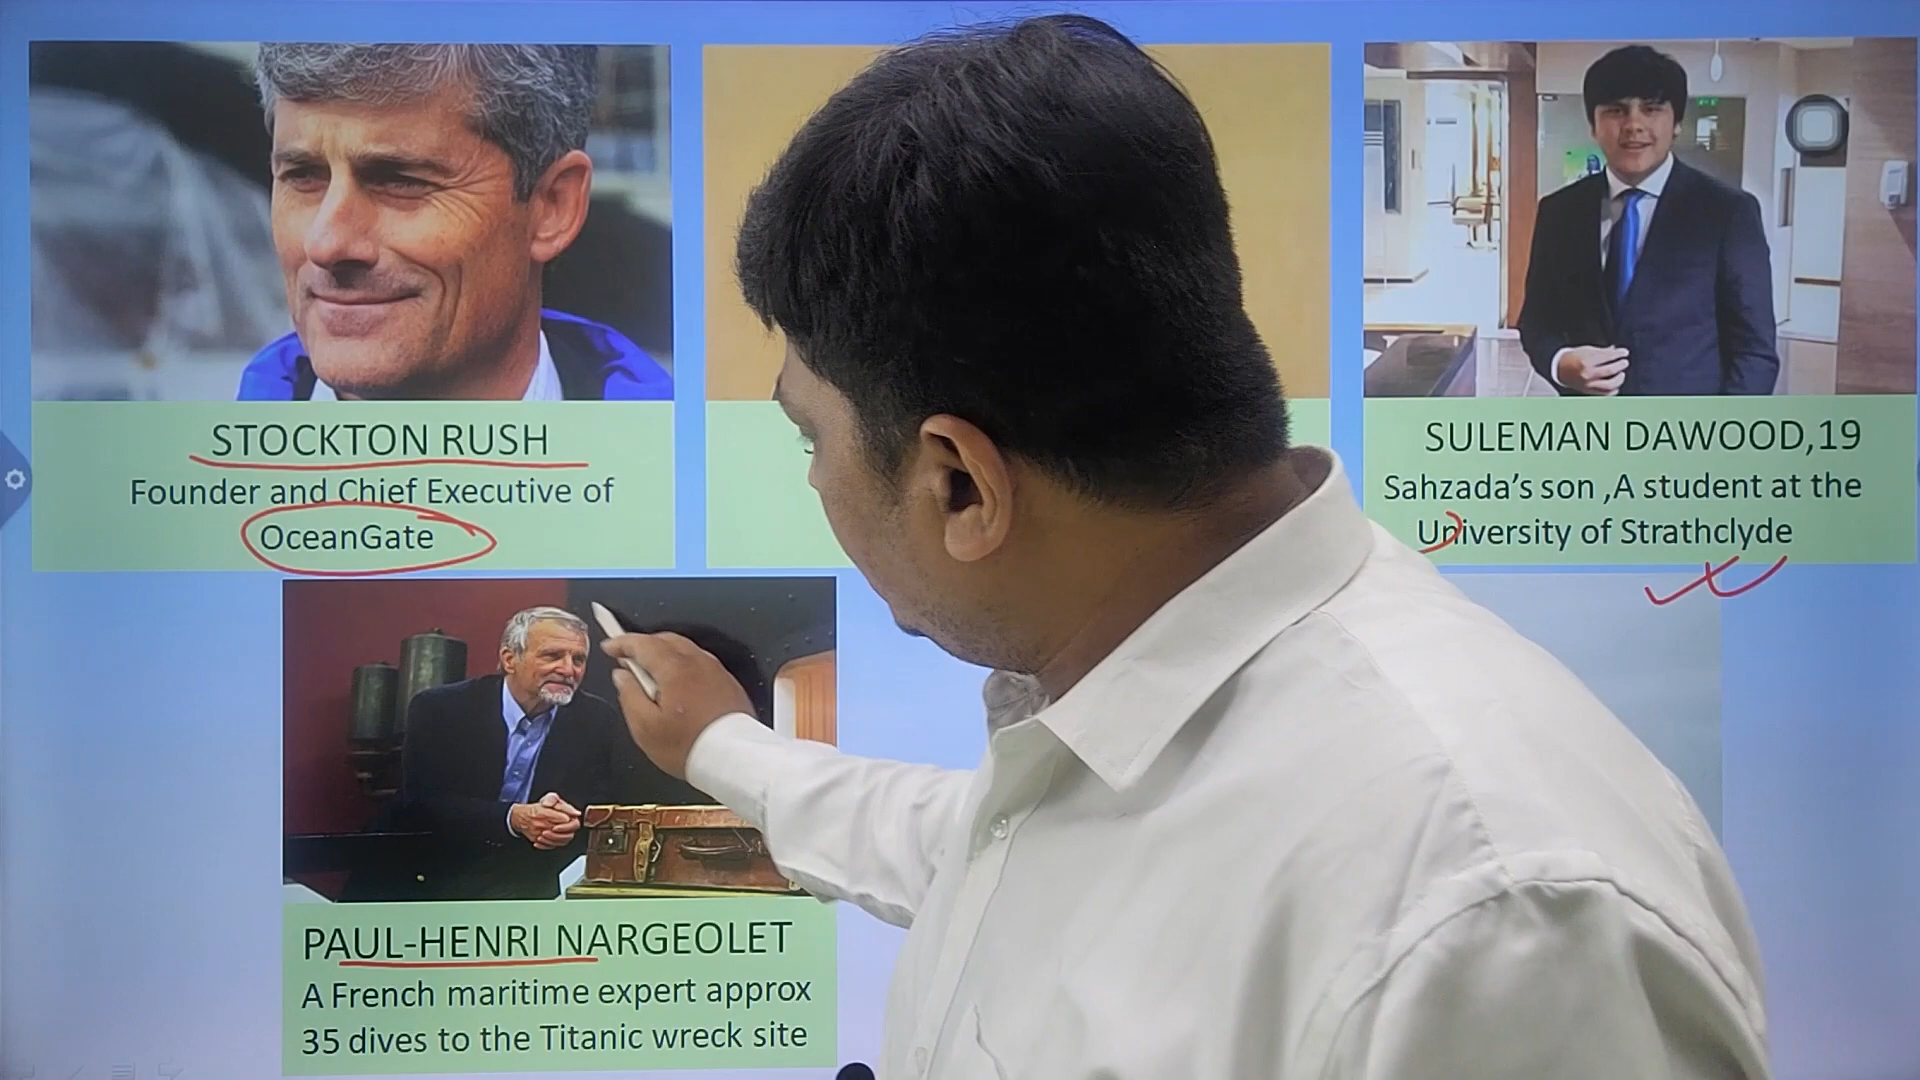 STOCKTON RUSH
Founder and Chief Executive of
OceanGate
SULEMAN DAWOOD,19
Sahzada’s son ,A student at the
University of Strathclyde
PAUL-HENRI NARGEOLET
A French maritime expert approx
35 dives to the Titanic wreck site